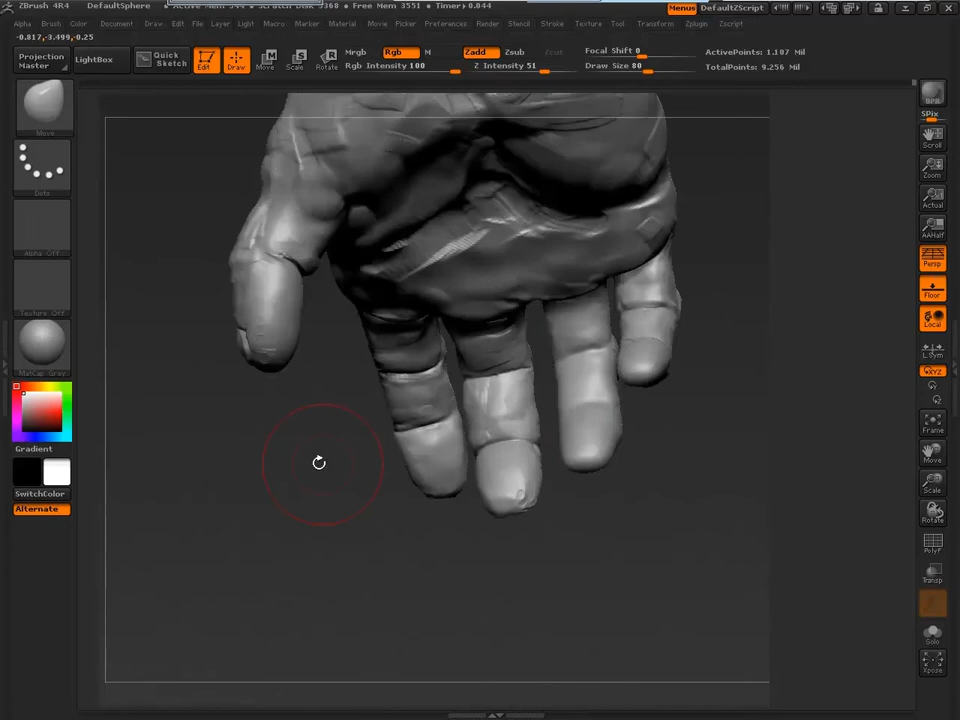 ZBrush 4R4 DefaultSphere Free Mem 3551 Timer▸0.044 Menus DefaultZScript
Alpha Brush Color Document Draw Edit File Layer Light Macro Marker Material Movie Picker Preferences Render Stencil Stroke Texture Tool Transform Zplugin Zscript
-0.817,-3.499,-0.25
Projection Master
LightBox
Quick Sketch
Edit
Draw
Move
Scale
Rotate
Mrgb Rgb M
Rgb Intensity 100
Zadd Zsub Zcut
Z Intensity 51
Focal Shift 0
Draw Size 80
ActivePoints: 1.107 Mil
TotalPoints: 9.256 Mil
Move
Dots
Alpha Off
Texture Off
MatCap Gray
Gradient
SwitchColor
Alternate
BPR
SPix
Scroll
Zoom
Actual
AAHalf
Persp
Floor
Local
L.Sym
XYZ
Frame
Move
Scale
Rotate
PolyF
Transp
Solo
Xpose